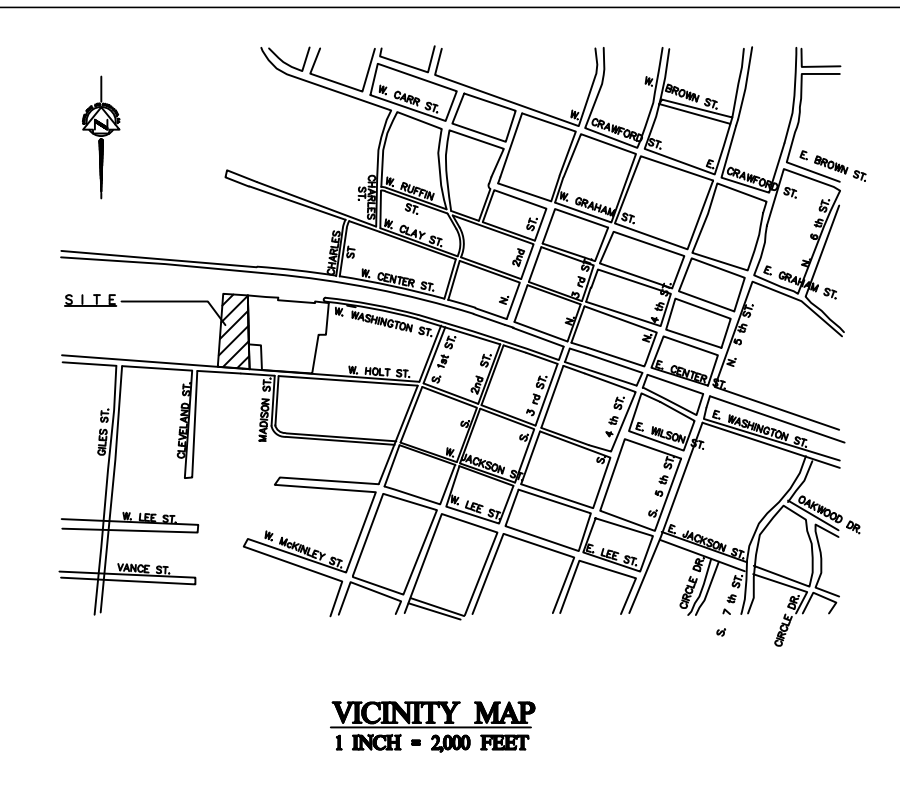 W. BROWN ST.
W. CARR ST.
W. CRAWFORD ST.
E. CRAWFORD ST.
E. BROWN ST.
CHARLES
ST.
W. RUFFIN
ST.
W. GRAHAM ST.
N. 6 th ST.
CHARLES
ST
W. CLAY ST.
N. 2nd ST.
N. 3 rd ST
N. 4 th ST.
E. GRAHAM ST.
W. CENTER ST.
SITE
W. WASHINGTON ST.
N. 5 th ST.
S. 1st ST.
S. 2nd ST.
W. HOLT ST.
E. CENTER ST.
S. 3 rd ST.
S. 4 th ST.
GILES ST.
CLEVELAND ST.
MADISON ST.
E. WASHINGTON ST.
E. WILSON ST.
W. JACKSON ST
S. 5 th ST.
W. LEE ST.
W. LEE ST.
OAKWOOD DR.
W. McKINLEY ST.
E. LEE ST.
E. JACKSON ST.
VANCE ST.
CIRCLE DR.
S. 7 th ST.
CIRCLE DR.
N
VICINITY MAP
1 INCH = 2,000 FEET